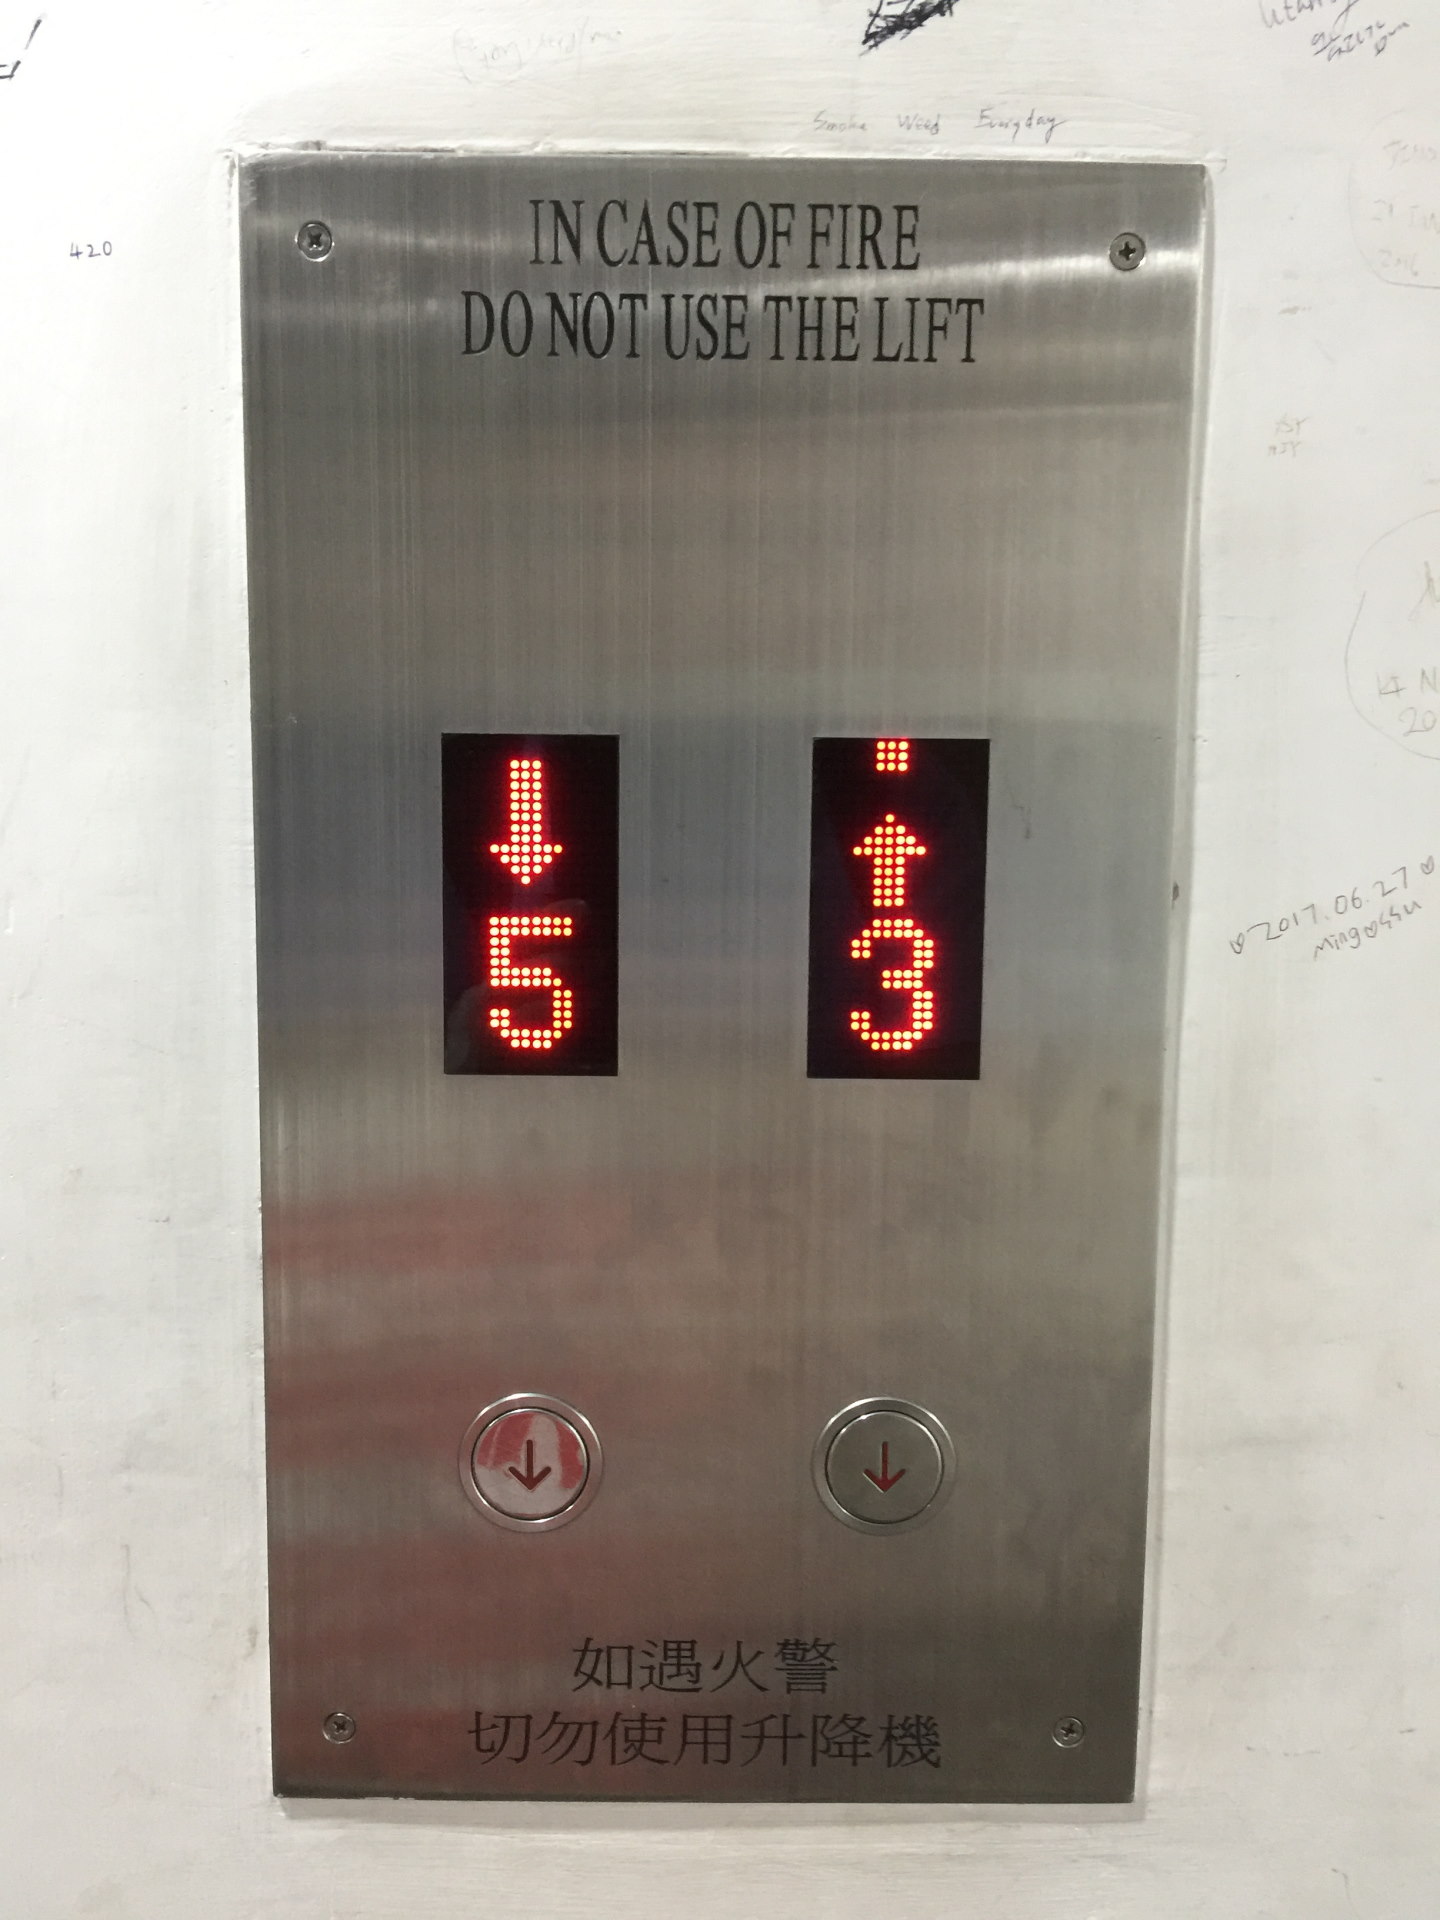 Smoke Weed Everyday
420
IN CASE OF FIRE
DO NOT USE THE LIFT
↓
5
↑
3
♡2017.06.27♡
↓ ↓
如遇火警
切勿使用升降機